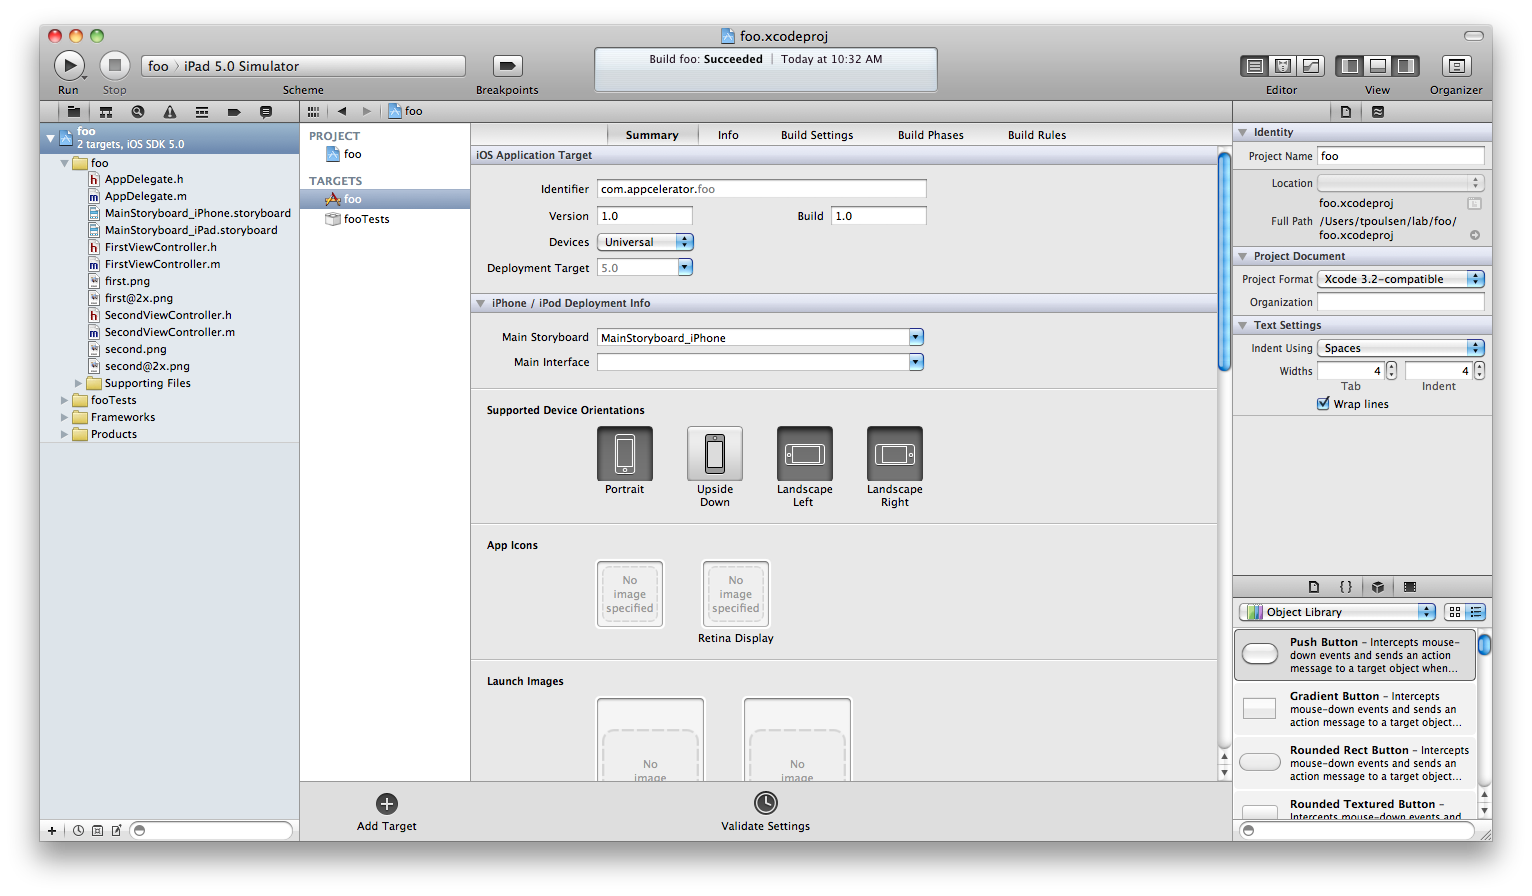 foo.xcodeproj
foo › iPad 5.0 Simulator
Build foo: Succeeded | Today at 10:32 AM
Run
Stop
Scheme
Breakpoints
Editor
View
Organizer
foo
foo
2 targets, iOS SDK 5.0
foo
AppDelegate.h
AppDelegate.m
MainStoryboard_iPhone.storyboard
MainStoryboard_iPad.storyboard
FirstViewController.h
FirstViewController.m
first.png
first@2x.png
SecondViewController.h
SecondViewController.m
second.png
second@2x.png
Supporting Files
fooTests
Frameworks
Products
PROJECT
foo
TARGETS
foo
fooTests
Summary
Info
Build Settings
Build Phases
Build Rules
iOS Application Target
Identifier com.appcelerator.foo
Version 1.0
Build 1.0
Devices Universal
Deployment Target 5.0
iPhone / iPod Deployment Info
Main Storyboard MainStoryboard_iPhone
Main Interface
Supported Device Orientations
Portrait
Upside
Down
Landscape
Left
Landscape
Right
App Icons
No
image
specified
No
image
specified
Retina Display
Launch Images
No
image
No
image
Add Target
Validate Settings
Identity
Project Name foo
Location
foo.xcodeproj
Full Path /Users/tpoulsen/lab/foo/
foo.xcodeproj
Project Document
Project Format Xcode 3.2-compatible
Organization
Text Settings
Indent Using Spaces
Widths 4 4
Tab Indent
Wrap lines
{ }
Object Library
Push Button – Intercepts mouse-
down events and sends an action
message to a target object when...
Gradient Button – Intercepts
mouse-down events and sends an
action message to a target object...
Rounded Rect Button – Intercepts
mouse-down events and sends an
action message to a target object...
Rounded Textured Button –
Intercepts mouse-down events and